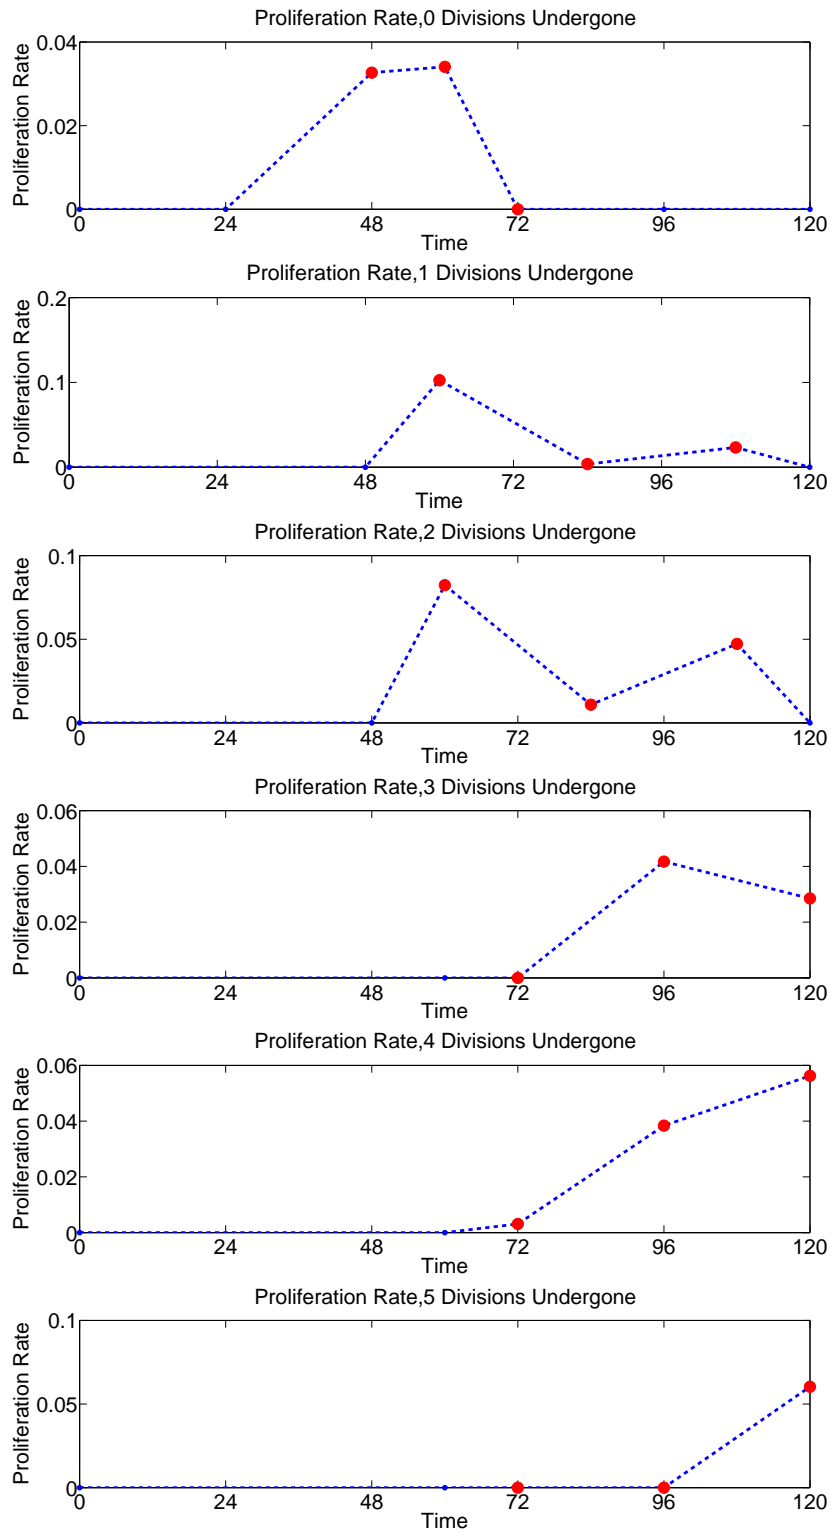 Proliferation Rate,0 Divisions Undergone
Proliferation Rate
0.04
0.02
0
0 24 48 72 96 120
Time
Proliferation Rate,1 Divisions Undergone
Proliferation Rate
0.2
0.1
0
0 24 48 72 96 120
Time
Proliferation Rate,2 Divisions Undergone
Proliferation Rate
0.1
0.05
0
0 24 48 72 96 120
Time
Proliferation Rate,3 Divisions Undergone
Proliferation Rate
0.06
0.04
0.02
0
0 24 48 72 96 120
Time
Proliferation Rate,4 Divisions Undergone
Proliferation Rate
0.06
0.04
0.02
0
0 24 48 72 96 120
Time
Proliferation Rate,5 Divisions Undergone
Proliferation Rate
0.1
0.05
0
0 24 48 72 96 120
Time